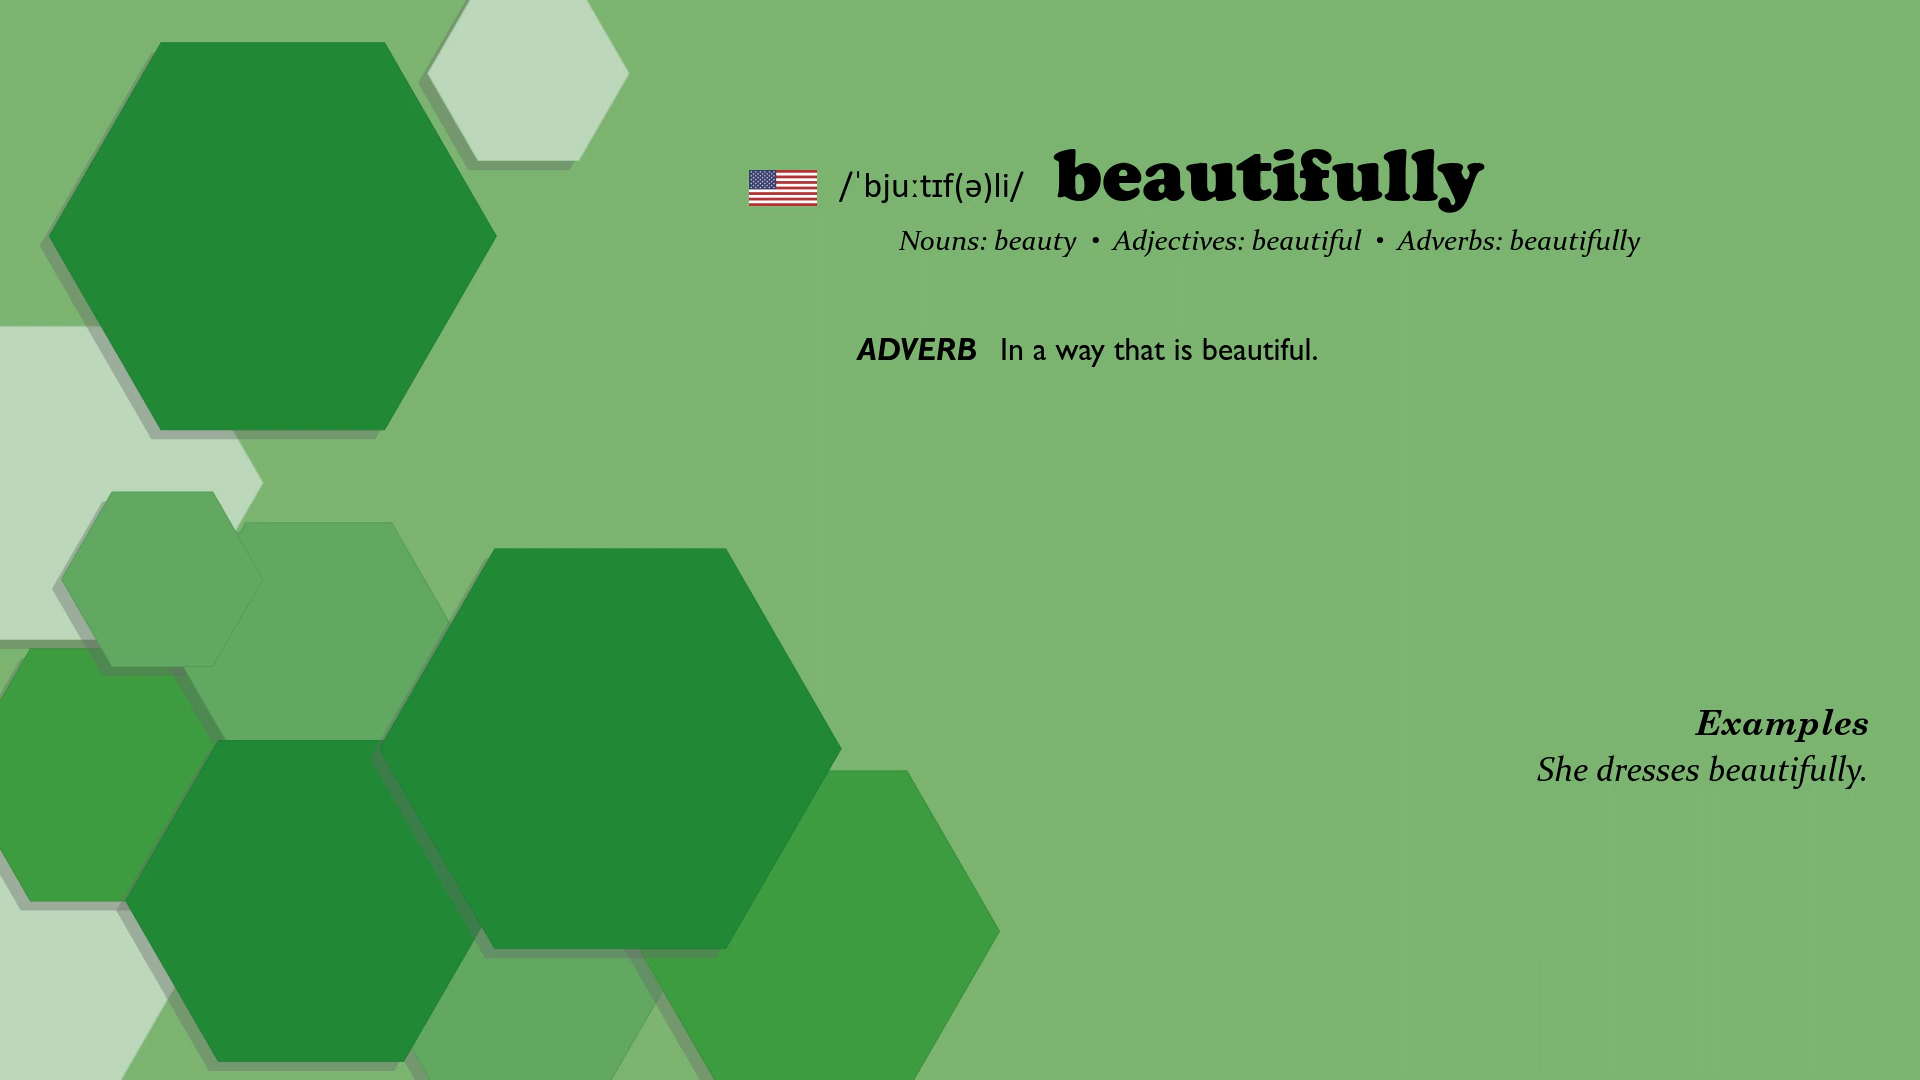 /ˈbjuːtɪf(ə)li/ beautifully
Nouns: beauty • Adjectives: beautiful • Adverbs: beautifully
ADVERB In a way that is beautiful.
Examples
She dresses beautifully.